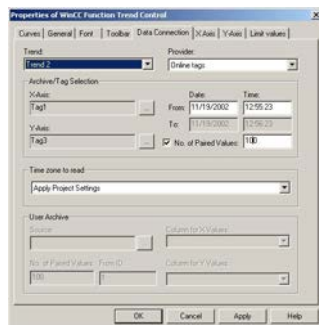 Properties of WinCC Function Trend Control
Curves General Font Toolbar Data Connection X Axis Y Axis Limit values
Trend: Provider:
Trend 2 Online tags
Archive/Tag Selection
X-Axis: Date: Time:
Tag1 ... From: 11/19/2002 12:55:23
Y-Axis: To: 11/19/2002 12:56:23
Tag3 ... No. of Paired Values: 100
Time zone to read
Apply Project Settings
User Archive
Source: Column for X Values:
No. of Paired Values: From ID: Column for Y Values:
100 1
OK Cancel Apply Help